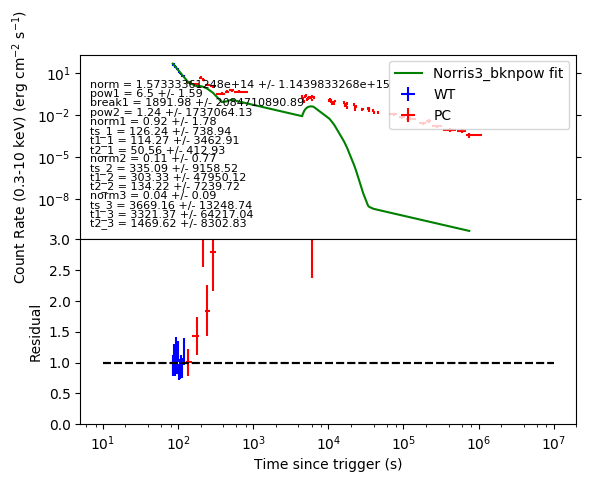 Count Rate (0.3-10 keV) (erg cm⁻² s⁻¹)
10¹
10⁻²
10⁻⁵
10⁻⁸
norm = 1.57333361248e+14 +/- 1.1439833268e+15
pow1 = 6.5 +/- 1.59
break1 = 1891.98 +/- 2084710890.89
pow2 = 1.24 +/- 1737064.13
norm1 = 0.92 +/- 1.78
ts_1 = 126.24 +/- 738.94
t1_1 = 114.27 +/- 3462.91
t2_1 = 50.56 +/- 412.93
norm2 = 0.11 +/- 0.77
ts_2 = 335.09 +/- 9158.52
t1_2 = 303.33 +/- 47950.12
t2_2 = 134.22 +/- 7239.72
norm3 = 0.04 +/- 0.09
ts_3 = 3669.16 +/- 13248.74
t1_3 = 3321.37 +/- 64217.04
t2_3 = 1469.62 +/- 8302.83
Norris3_bknpow fit
WT
PC
Residual
3.0
2.5
2.0
1.5
1.0
0.5
0.0
10¹ 10² 10³ 10⁴ 10⁵ 10⁶ 10⁷
Time since trigger (s)